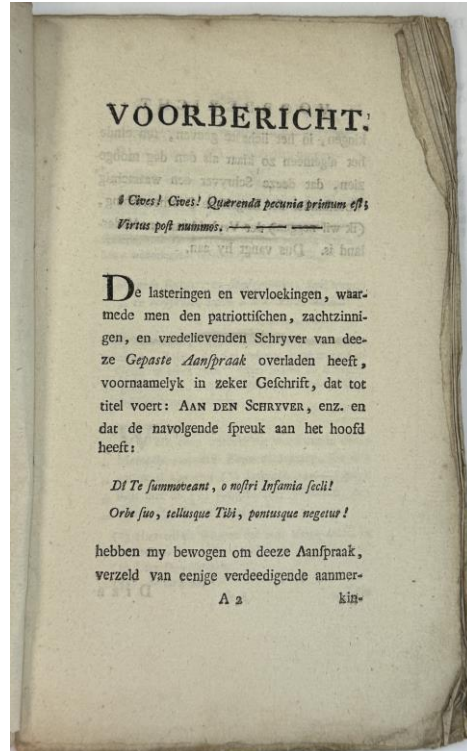 VOORBERICHT.
ô Cives! Cives! Quærenda pecunia primum eſt;
Virtus poſt nummos. — — —
De laſteringen en vervloekingen, waar-
mede men den patriottiſchen, zachtzinni-
gen, en vredelievenden Schryver van dee-
ze Gepaſte Aanſpraak overladen heeft,
voornaamelyk in zeker Geſchrift, dat tot
titel voert: AAN DEN SCHRYVER, enz. en
dat de navolgende ſpreuk aan het hoofd
heeft:
Dî Te ſummoveant, o noſtri Infamia ſecli!
Orbe ſuo, tellusque Tibi, pontusque negetur!
hebben my bewogen om deeze Aanſpraak,
verzeld van eenige verdeedigende aanmer-
A 2 kin-